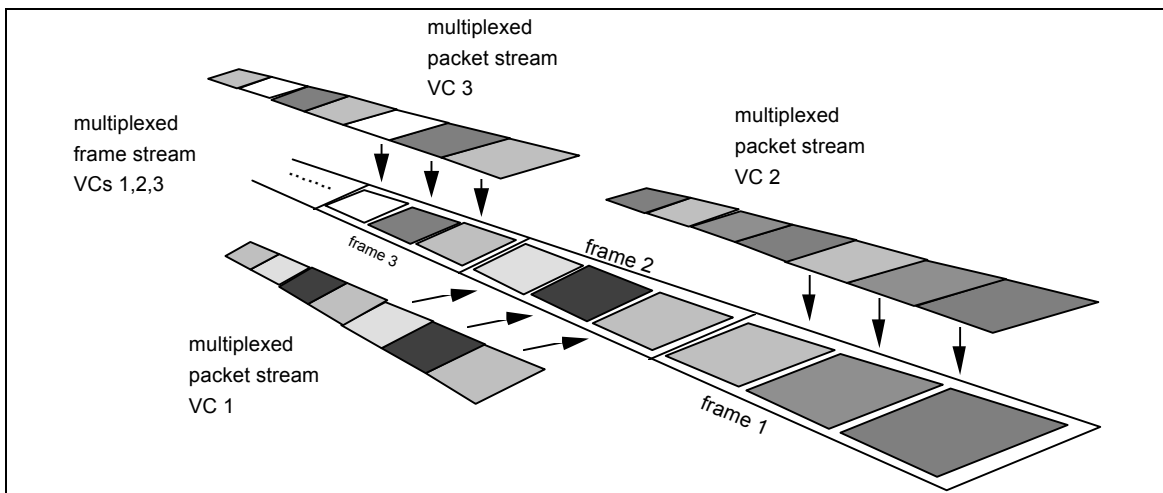 multiplexed
packet stream
VC 3
multiplexed
frame stream
VCs 1,2,3
multiplexed
packet stream
VC 2
frame 3
frame 2
frame 1
multiplexed
packet stream
VC 1